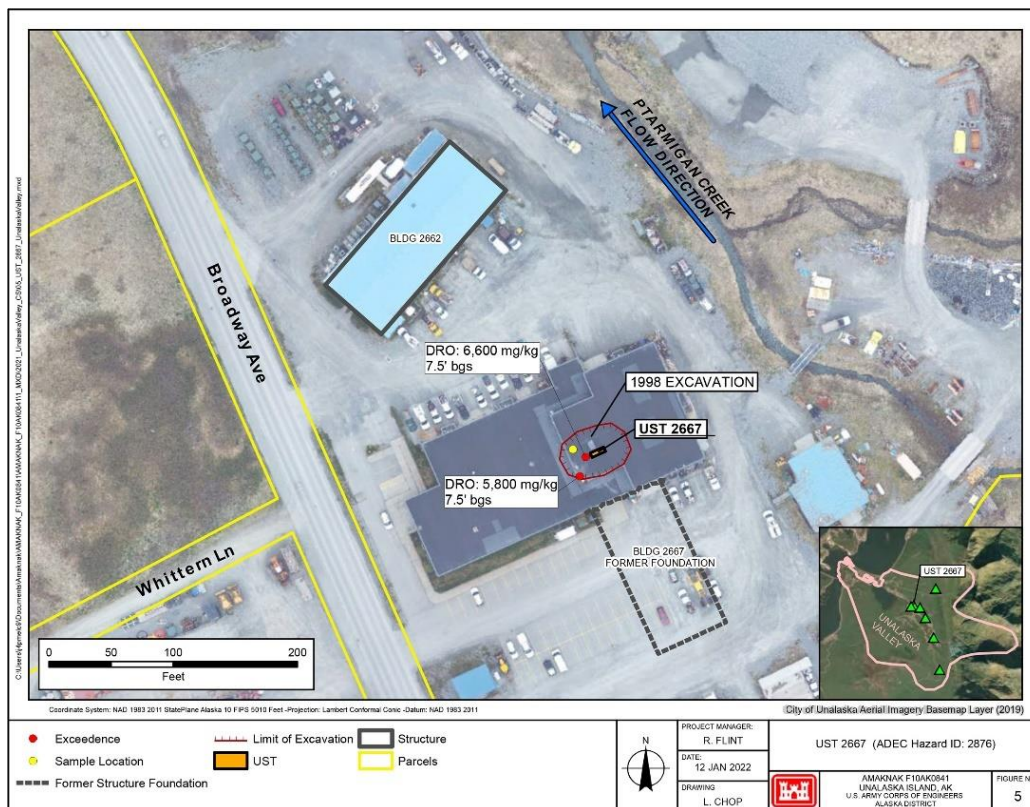 PTARMIGAN CREEK
FLOW DIRECTION
BLDG 2662
Broadway Ave
DRO: 6,600 mg/kg
7.5' bgs
1998 EXCAVATION
UST 2667
DRO: 5,800 mg/kg
7.5' bgs
BLDG 2667
FORMER FOUNDATION
Whittern Ln
UST 2667
UNALASKA
VALLEY
0 50 100 200
Feet
Coordinate System: NAD 1983 2011 StatePlane Alaska 10 FIPS 5010 Feet -Projection: Lambert Conformal Conic -Datum: NAD 1983 2011
City of Unalaska Aerial Imagery Basemap Layer (2019)
Exceedence
Limit of Excavation
Structure
Sample Location
UST
Parcels
Former Structure Foundation
N
PROJECT MANAGER:
R. FLINT
DATE:
12 JAN 2022
DRAWING
L. CHOP
UST 2667 (ADEC Hazard ID: 2876)
AMAKNAK F10AK0841
UNALASKA ISLAND, AK
U.S. ARMY CORPS OF ENGINEERS
ALASKA DISTRICT
FIGURE N
5